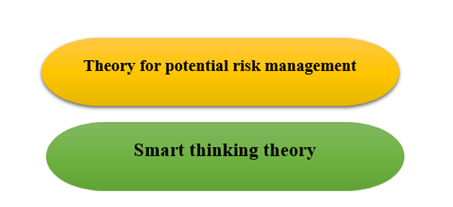 Theory for potential risk management
Smart thinking theory